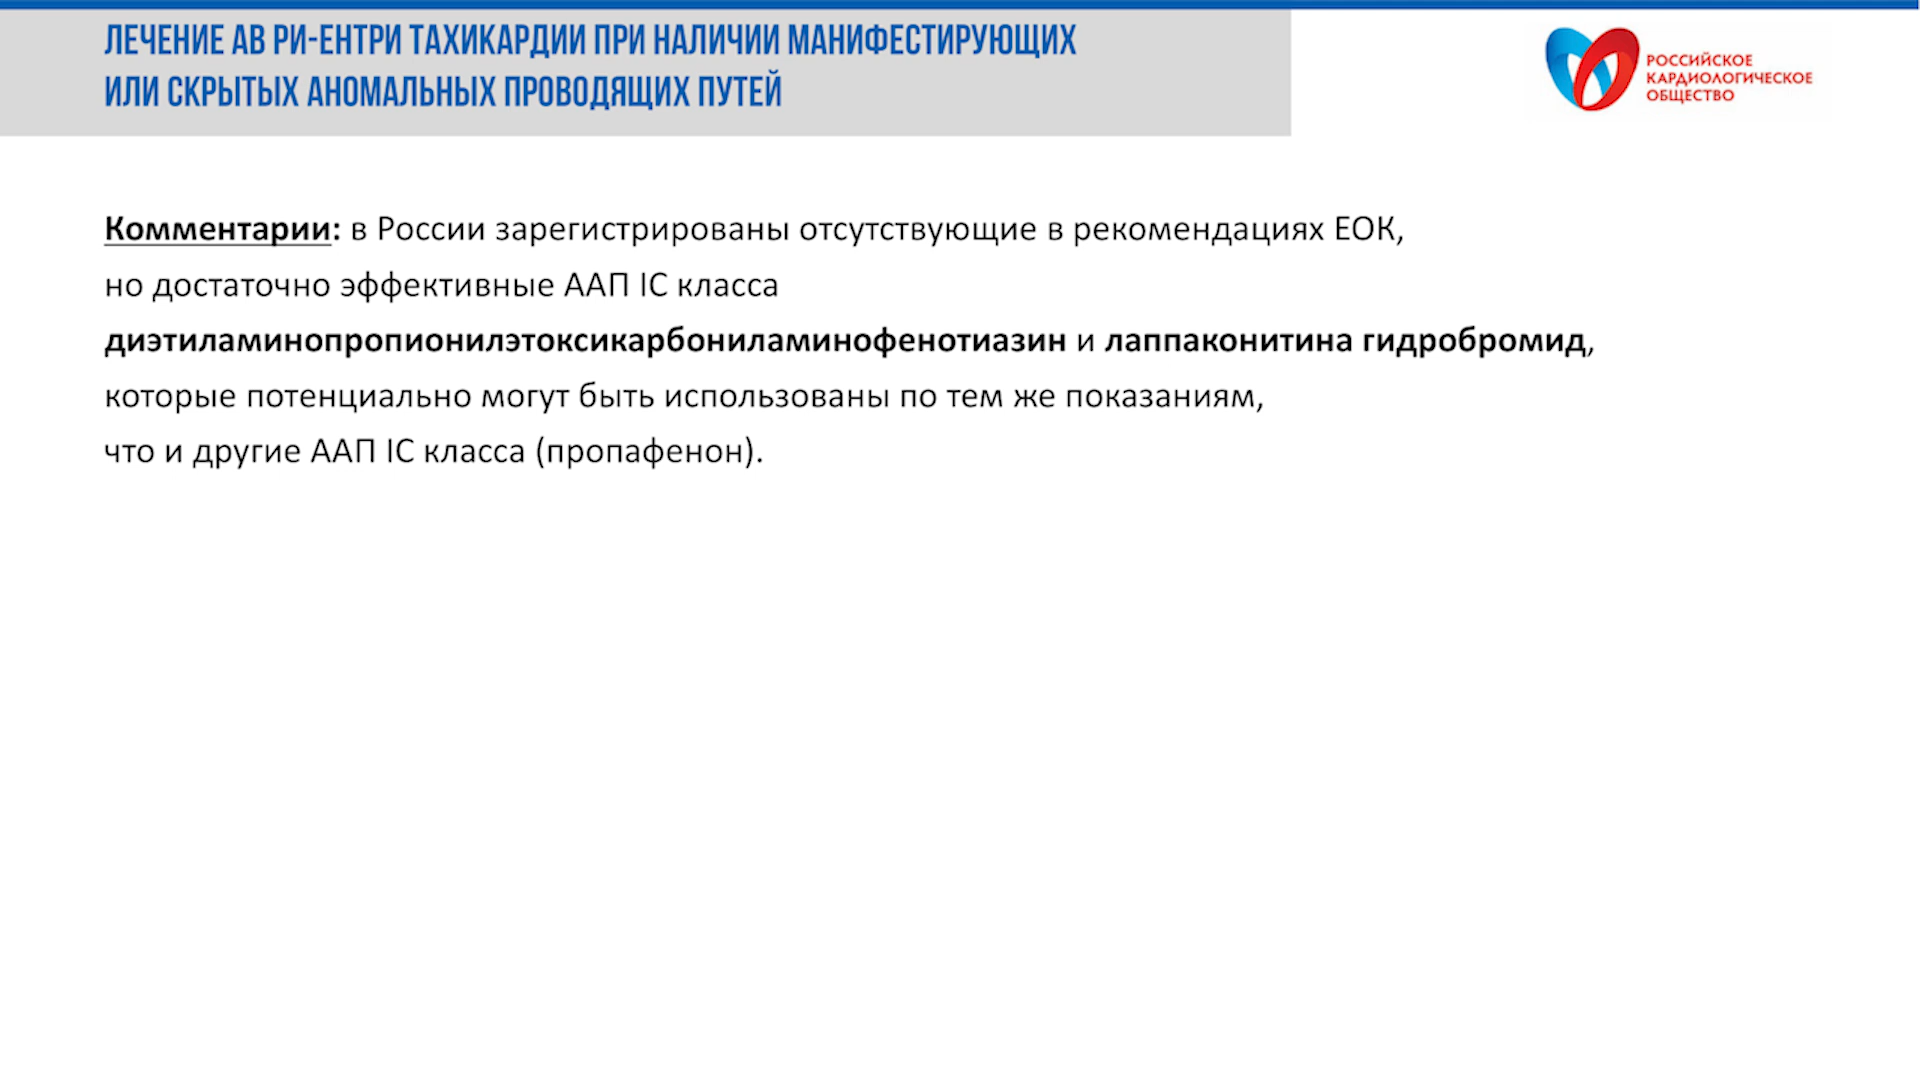 ЛЕЧЕНИЕ АВ РИ-ЕНТРИ ТАХИКАРДИИ ПРИ НАЛИЧИИ МАНИФЕСТИРУЮЩИХ
ИЛИ СКРЫТЫХ АНОМАЛЬНЫХ ПРОВОДЯЩИХ ПУТЕЙ
РОССИЙСКОЕ
КАРДИОЛОГИЧЕСКОЕ
ОБЩЕСТВО
Комментарии: в России зарегистрированы отсутствующие в рекомендациях ЕОК,
но достаточно эффективные ААП IC класса
диэтиламинопропионилэтоксикарбониламинофенотиазин и лаппаконитина гидробромид,
которые потенциально могут быть использованы по тем же показаниям,
что и другие ААП IC класса (пропафенон).